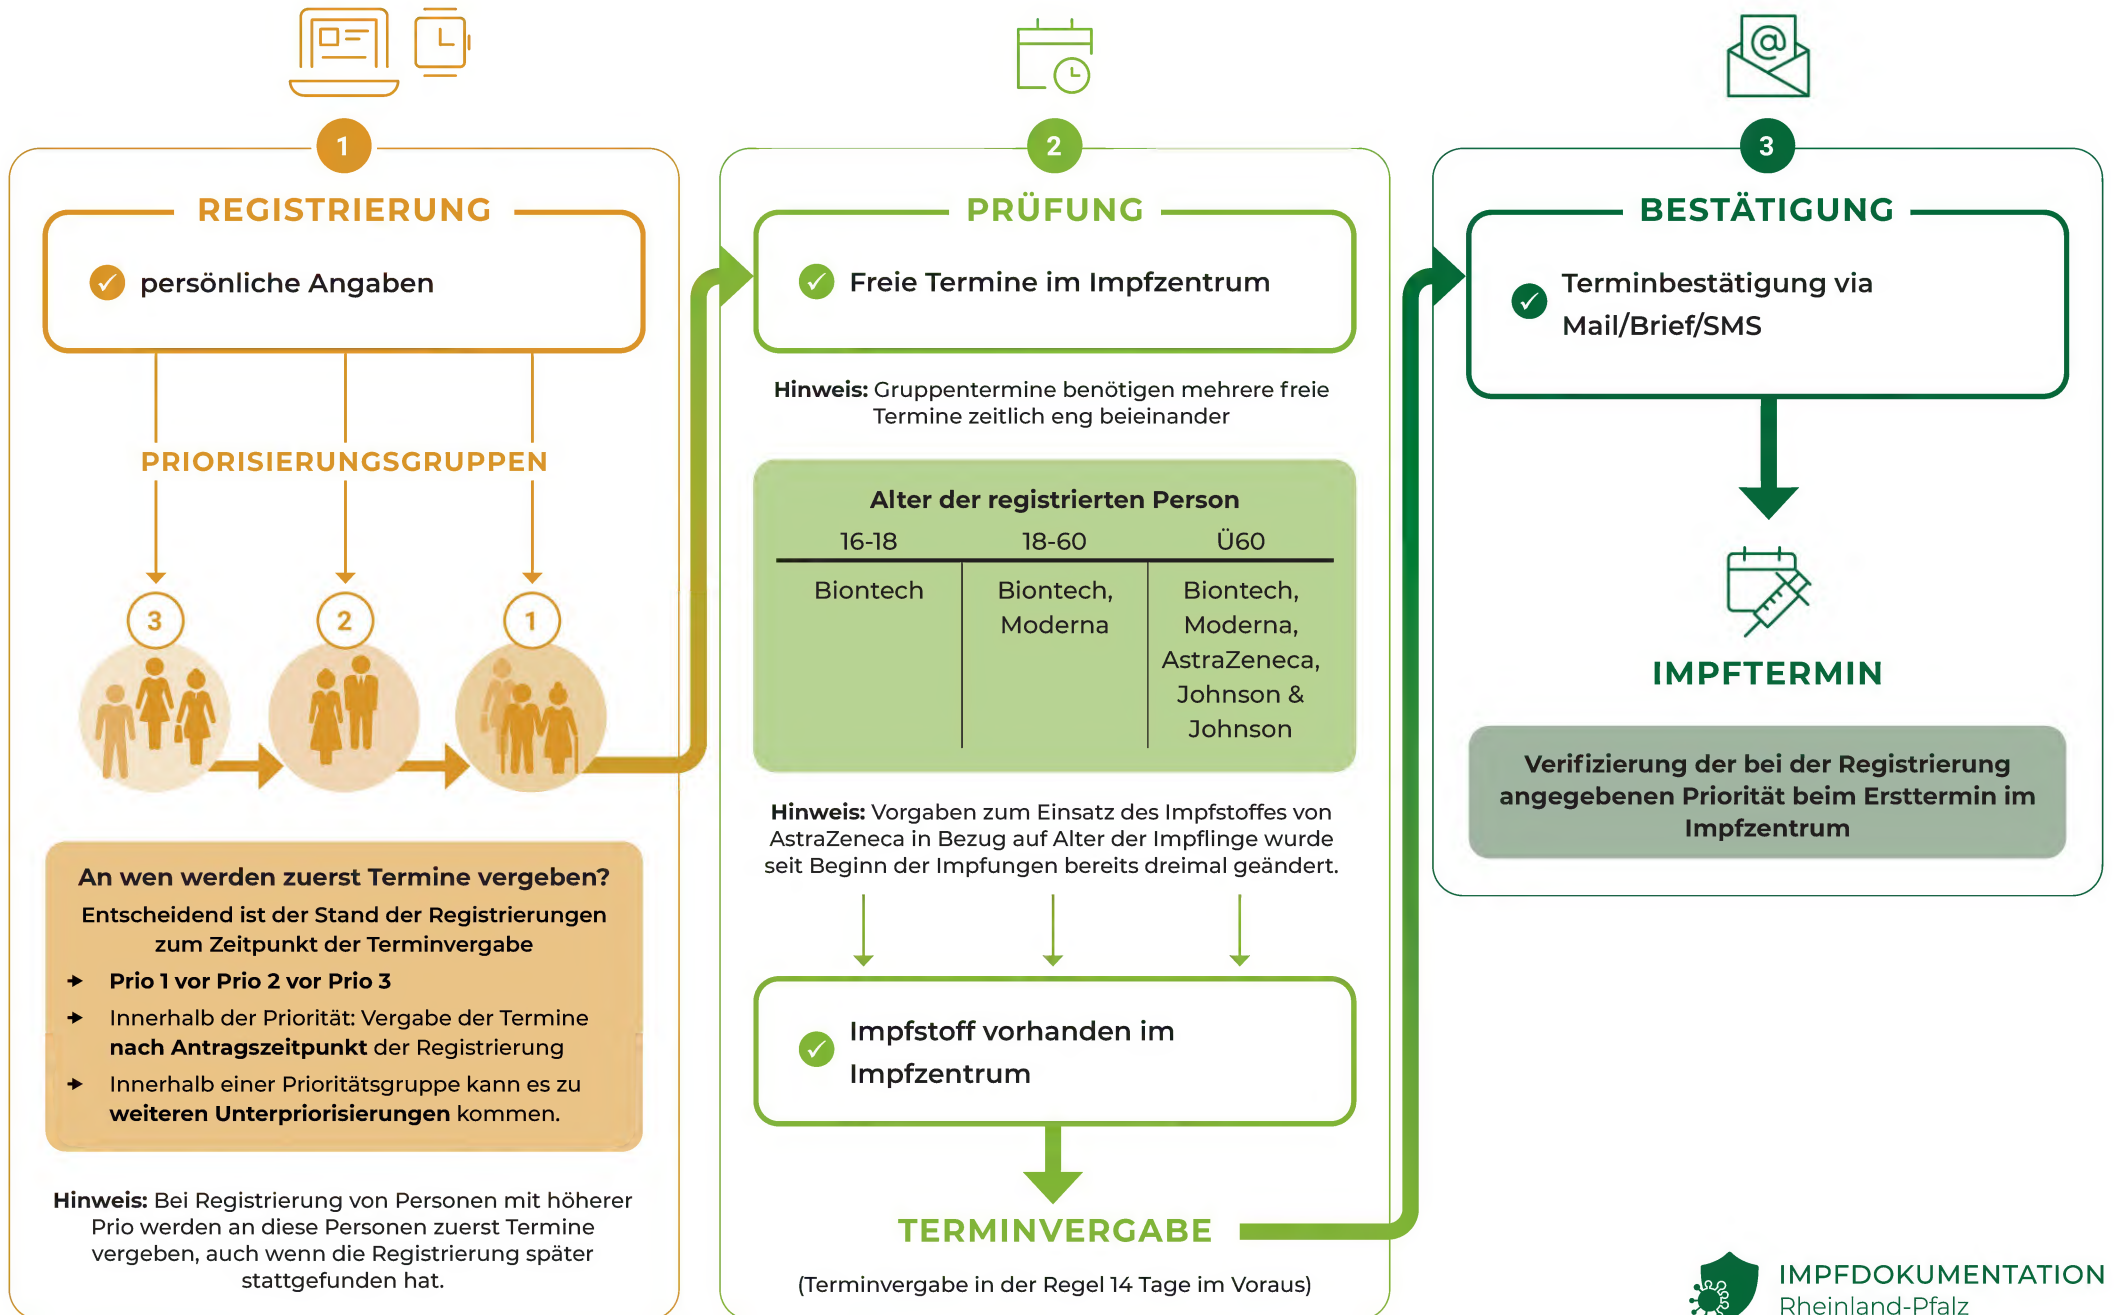 1
REGISTRIERUNG
persönliche Angaben
PRIORISIERUNGSGRUPPEN
3
2
1
An wen werden zuerst Termine vergeben?
Entscheidend ist der Stand der Registrierungen
zum Zeitpunkt der Terminvergabe
Prio 1 vor Prio 2 vor Prio 3
Innerhalb der Priorität: Vergabe der Termine
nach Antragszeitpunkt der Registrierung
Innerhalb einer Prioritätsgruppe kann es zu
weiteren Unterpriorisierungen kommen.
Hinweis: Bei Registrierung von Personen mit höherer
Prio werden an diese Personen zuerst Termine
vergeben, auch wenn die Registrierung später
stattgefunden hat.
2
PRÜFUNG
Freie Termine im Impfzentrum
Hinweis: Gruppentermine benötigen mehrere freie
Termine zeitlich eng beieinander
Alter der registrierten Person
16-18 18-60 Ü60
Biontech Biontech, Biontech,
Moderna Moderna,
AstraZeneca,
Johnson &
Johnson
Hinweis: Vorgaben zum Einsatz des Impfstoffes von
AstraZeneca in Bezug auf Alter der Impflinge wurde
seit Beginn der Impfungen bereits dreimal geändert.
Impfstoff vorhanden im
Impfzentrum
TERMINVERGABE
(Terminvergabe in der Regel 14 Tage im Voraus)
3
BESTÄTIGUNG
Terminbestätigung via
Mail/Brief/SMS
IMPFTERMIN
Verifizierung der bei der Registrierung
angegebenen Priorität beim Ersttermin im
Impfzentrum
IMPFDOKUMENTATION
Rheinland-Pfalz